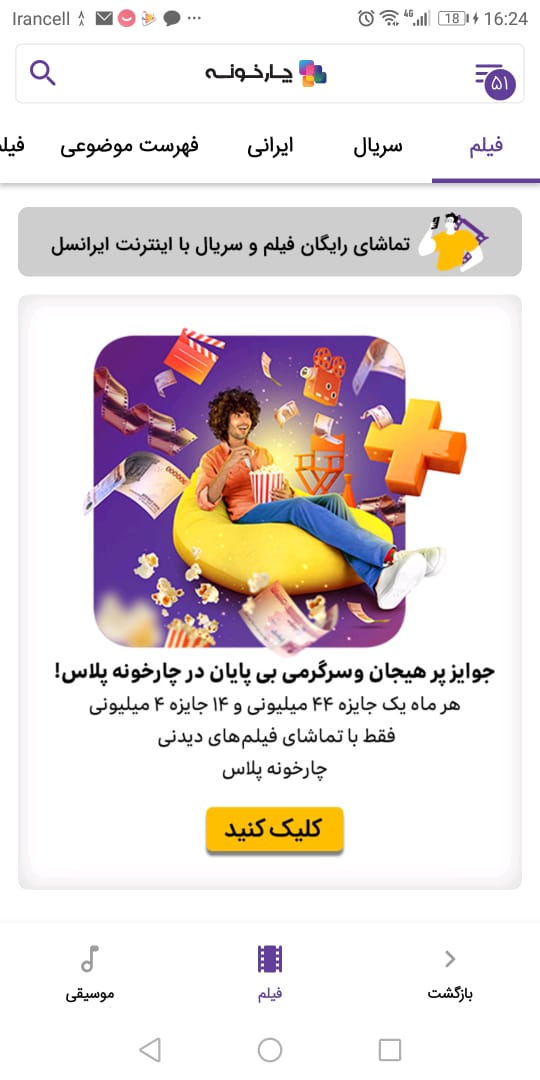 Irancell 4G 18 16:24
چارخونه
۵۱
فیلم سریال ایرانی فهرست موضوعی فیل
تماشای رایگان فیلم و سریال با اینترنت ایرانسل
جوایز پر هیجان وسرگرمی بی پایان در چارخونه پلاس!
هر ماه یک جایزه ۴۴ میلیونی و ۱۴ جایزه ۴ میلیونی
فقط با تماشای فیلم‌های دیدنی
چارخونه پلاس
کلیک کنید
بازگشت فیلم موسیقی